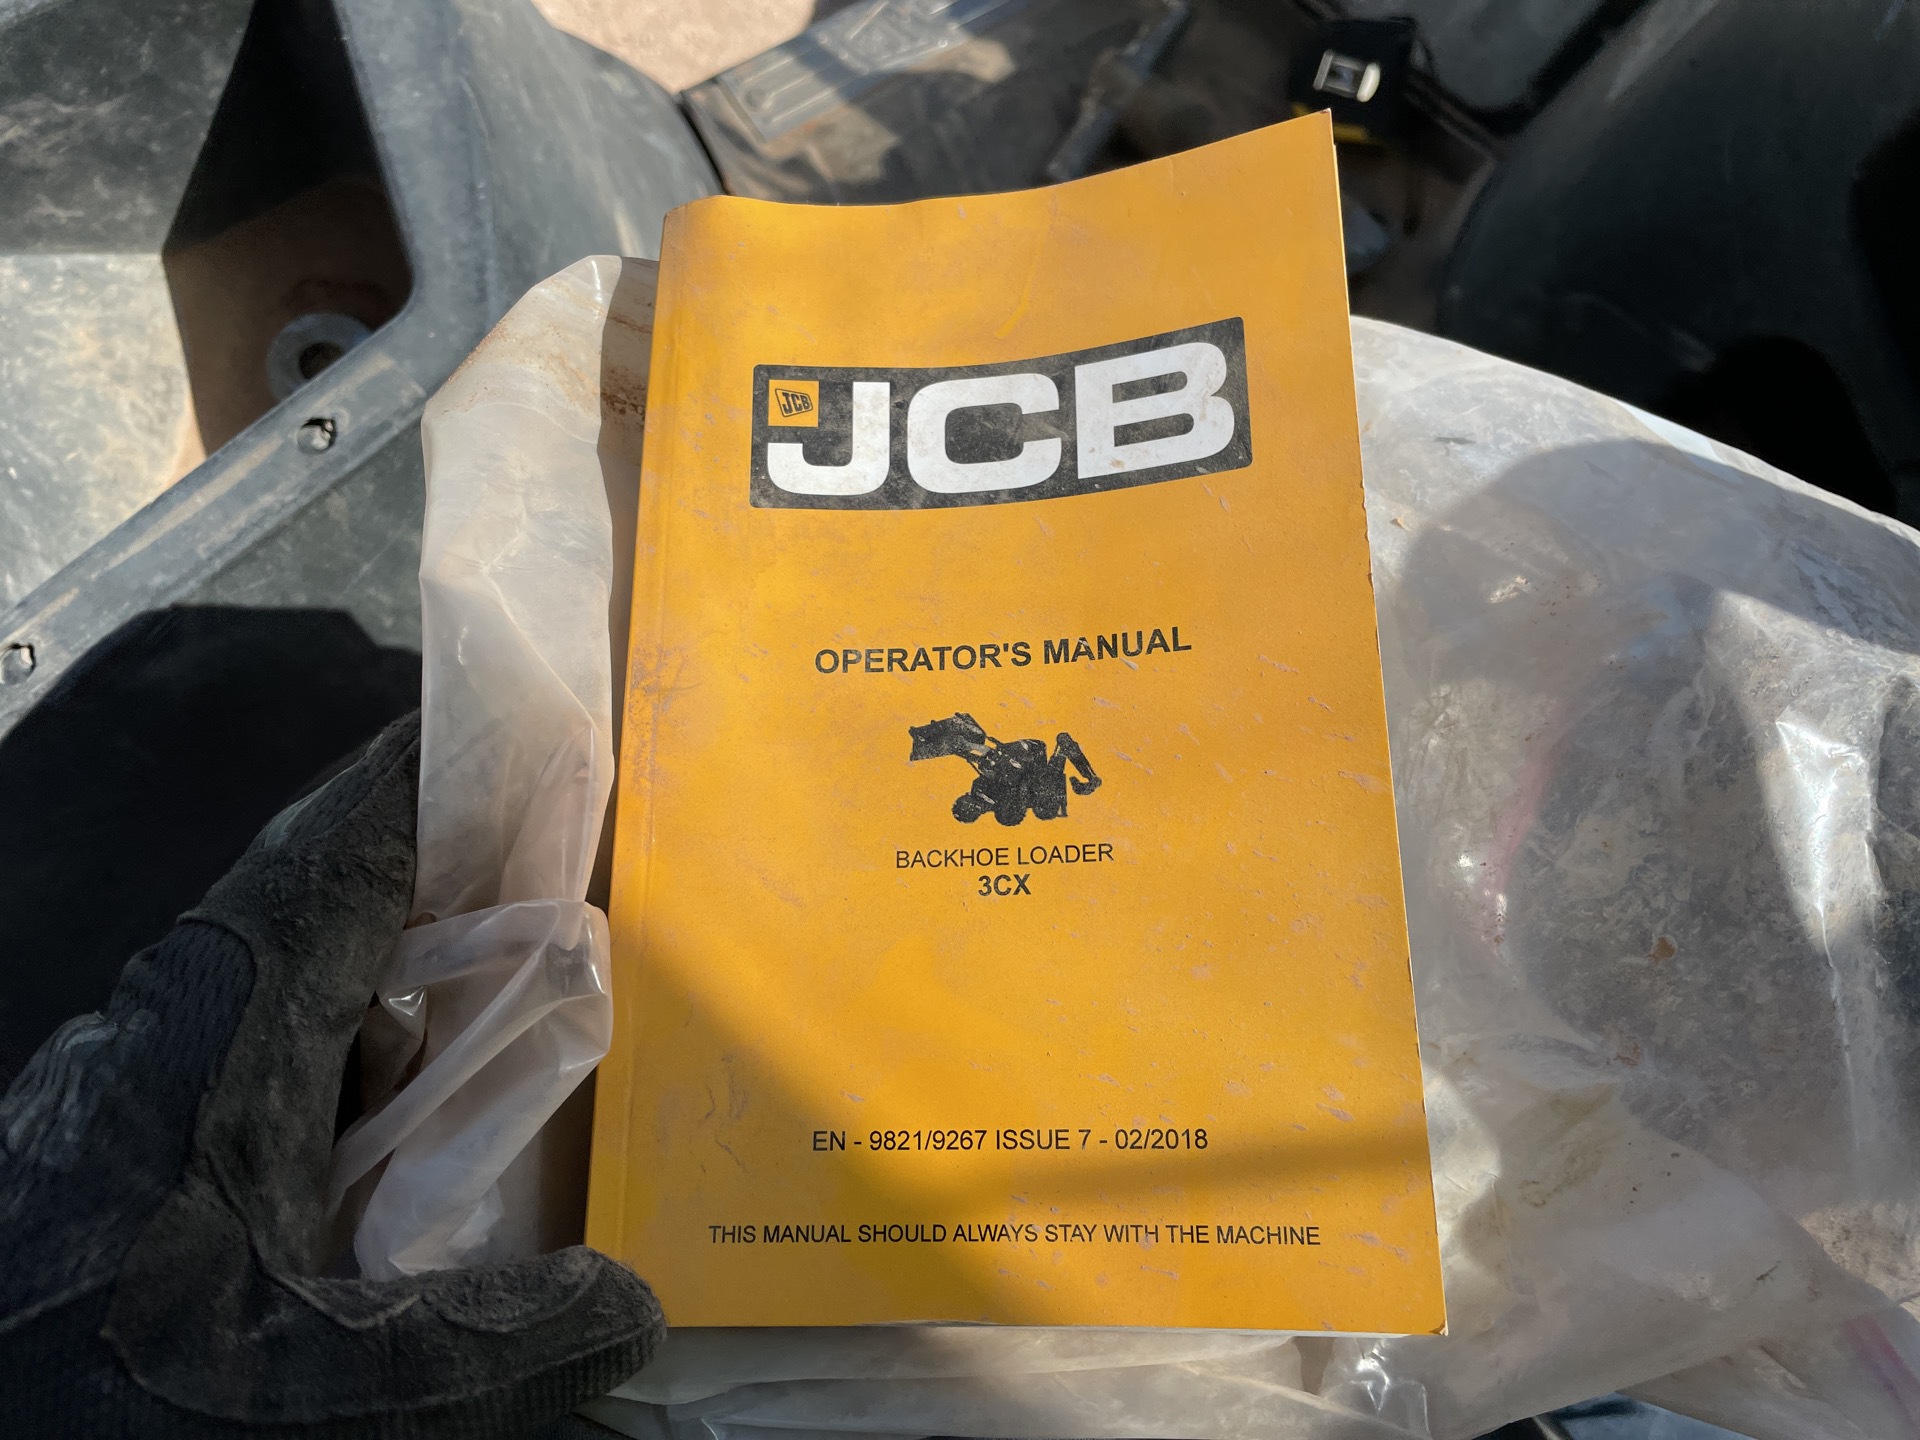 JCB
JCB
OPERATOR'S MANUAL
BACKHOE LOADER
3CX
EN - 9821/9267 ISSUE 7 - 02/2018
THIS MANUAL SHOULD ALWAYS STAY WITH THE MACHINE